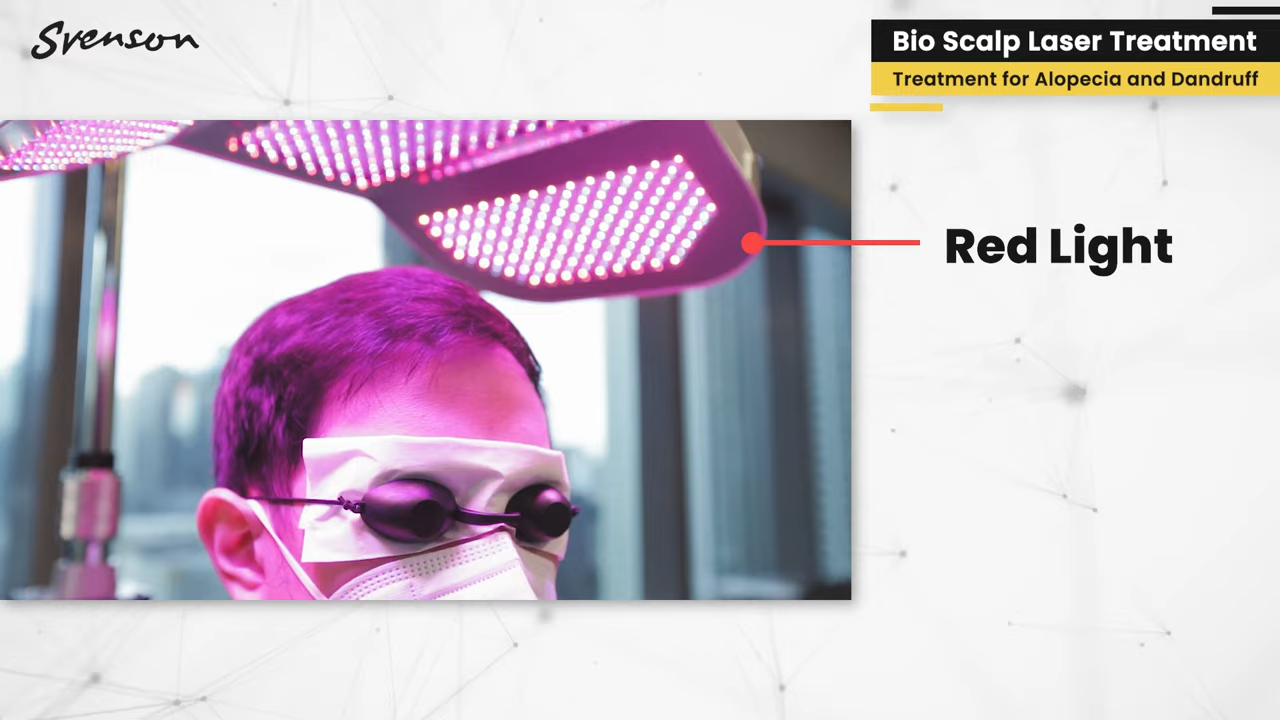 Svenson
Bio Scalp Laser Treatment
Treatment for Alopecia and Dandruff
Red Light